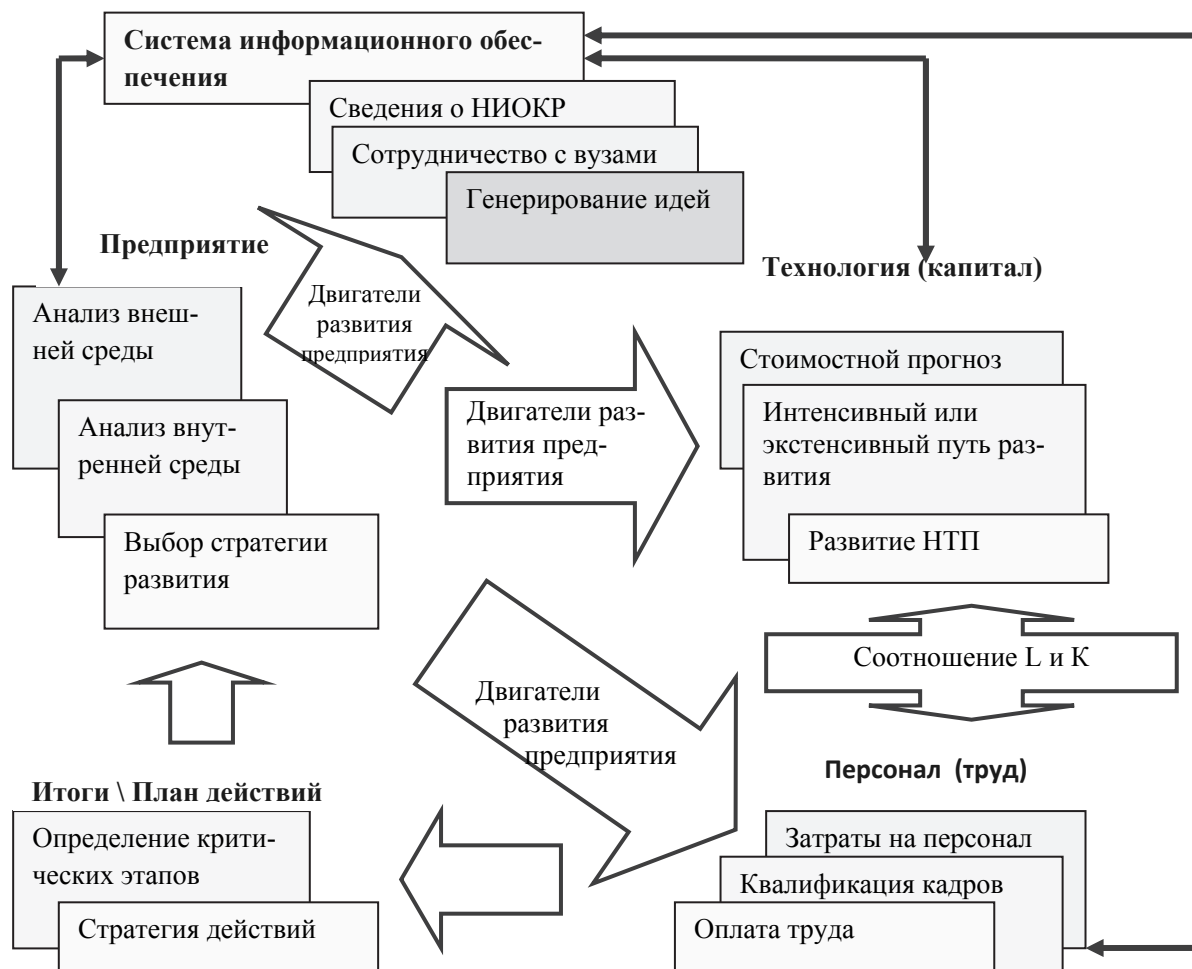 Система информационного обес-
печения
Сведения о НИОКР
Сотрудничество с вузами
Генерирование идей
Предприятие
Технология (капитал)
Анализ внеш-
ней среды
Анализ внут-
ренней среды
Выбор стратегии
развития
Двигатели
развития
предприятия
Двигатели раз-
вития пред-
приятия
Стоимостной прогноз
Интенсивный или
экстенсивный путь раз-
вития
Развитие НТП
Соотношение L и К
Двигатели
развития
предприятия
Персонал (труд)
Затраты на персонал
Квалификация кадров
Оплата труда
Итоги \ План действий
Определение крити-
ческих этапов
Стратегия действий